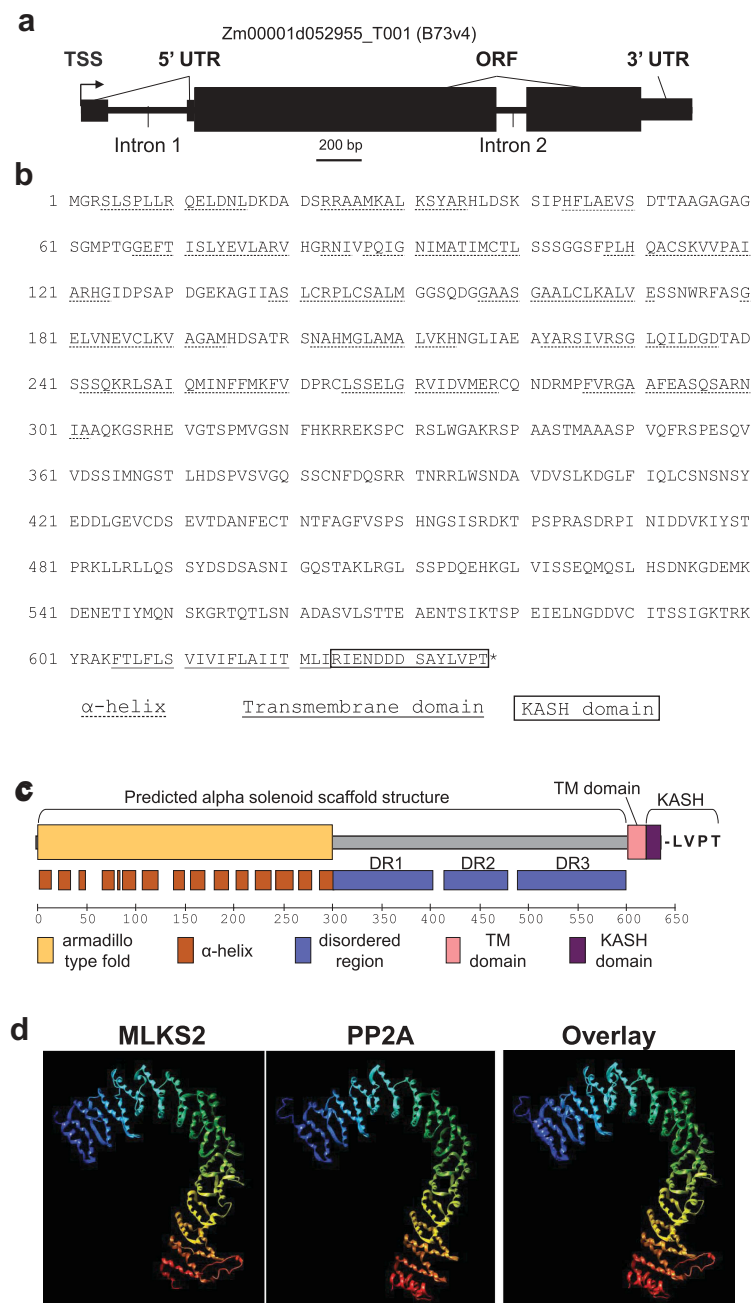 a
Zm00001d052955_T001 (B73v4)
TSS 5' UTR ORF 3' UTR
Intron 1 200 bp Intron 2
b
1 MGRSLSPLLR QELDNLDKDA DSRRAAMKAL KSYARHLDSK SIPHFLAEVS DTTAAGAGAG
61 SGMPTGGEFT ISLYEVLARV HGRNIVPQIG NIMATIMCTL SSSGGSFPLH QACSKVVPAI
121 ARHGIDPSAP DGEKAGIIAS LCRPLCSALM GGSQDGGAAS GAALCLKALV ESSNWRFASG
181 ELVNEVCLKV AGAMHDSATR SNAHMGLAMA LVKHNGLIAE AYARSIVRSG LQILDGDTAD
241 SSSQKRLSAI QMINFFMKFV DPRCLSSELG RVIDVMERCQ NDRMPFVRGA AFEASQSARN
301 IAAQKGSRHE VGTSPMVGSN FHKRREKSPC RSLWGAKRSP AASTMAAASP VQFRSPESQV
361 VDSSIMNGST LHDSPVSVGQ SSCNFDQSRR TNRRLWSNDA VDVSLKDGLF IQLCSNSNSY
421 EDDLGEVCDS EVTDANFECT NTFAGFVSPS HNGSISRDKT PSPRASDRPI NIDDVKIYST
481 PRKLLRLLQS SYDSDSASNI GQSTAKLRGL SSPDQEHKGL VISSEQMQSL HSDNKGDEMK
541 DENETIYMQN SKGRTQTLSN ADASVLSTTE AENTSIKTSP EIELNGDDVC ITSSIGKTRK
601 YRAKFTLFLS VIVIFLAIIT MLIRIENDDD SAYLVPT*
α-helix Transmembrane domain KASH domain
c
TM domain
Predicted alpha solenoid scaffold structure KASH
-LVPT
DR1 DR2 DR3
0 50 100 150 200 250 300 350 400 450 500 550 600 650
armadillo type fold
α-helix
disordered region
TM domain
KASH domain
d
MLKS2 PP2A Overlay